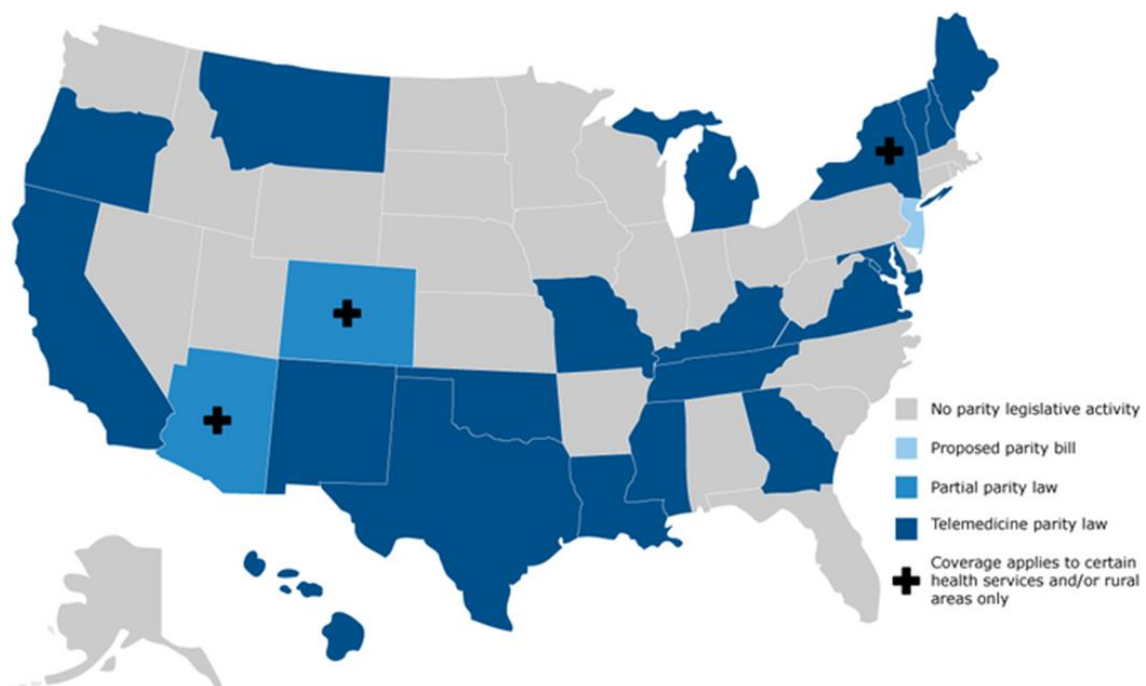 No parity legislative activity
Proposed parity bill
Partial parity law
Telemedicine parity law
Coverage applies to certain
health services and/or rural
areas only